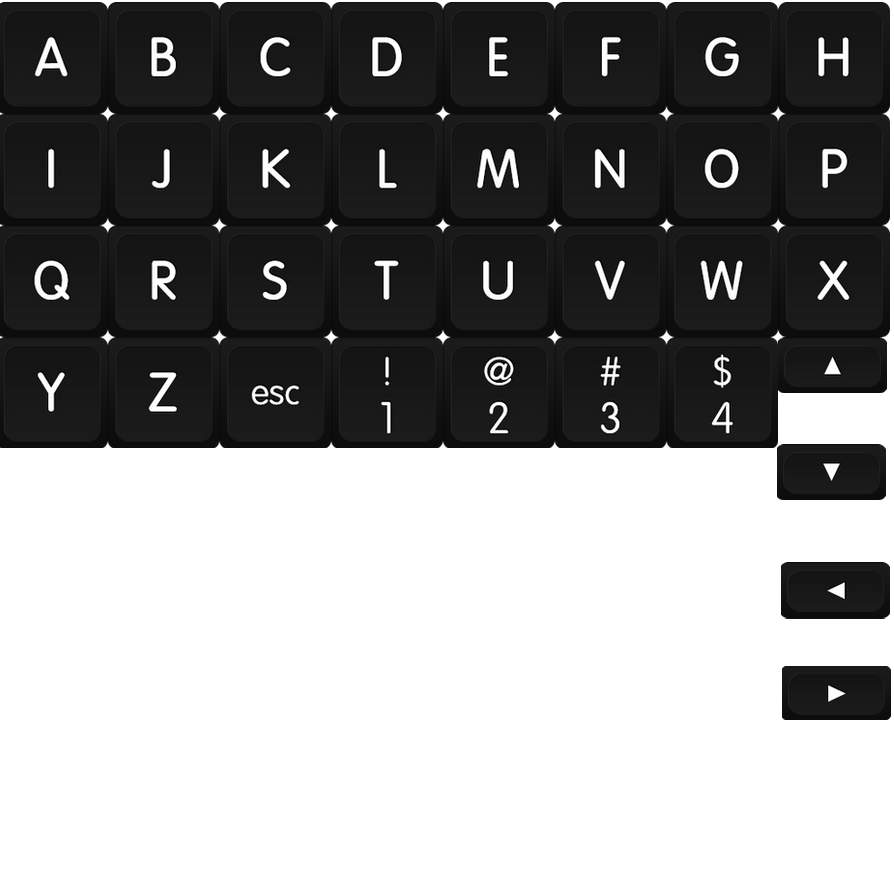 A B C D E F G H
I J K L M N O P
Q R S T U V W X
Y Z esc ! @ # $ ▲
1 2 3 4
▼
◀
▶